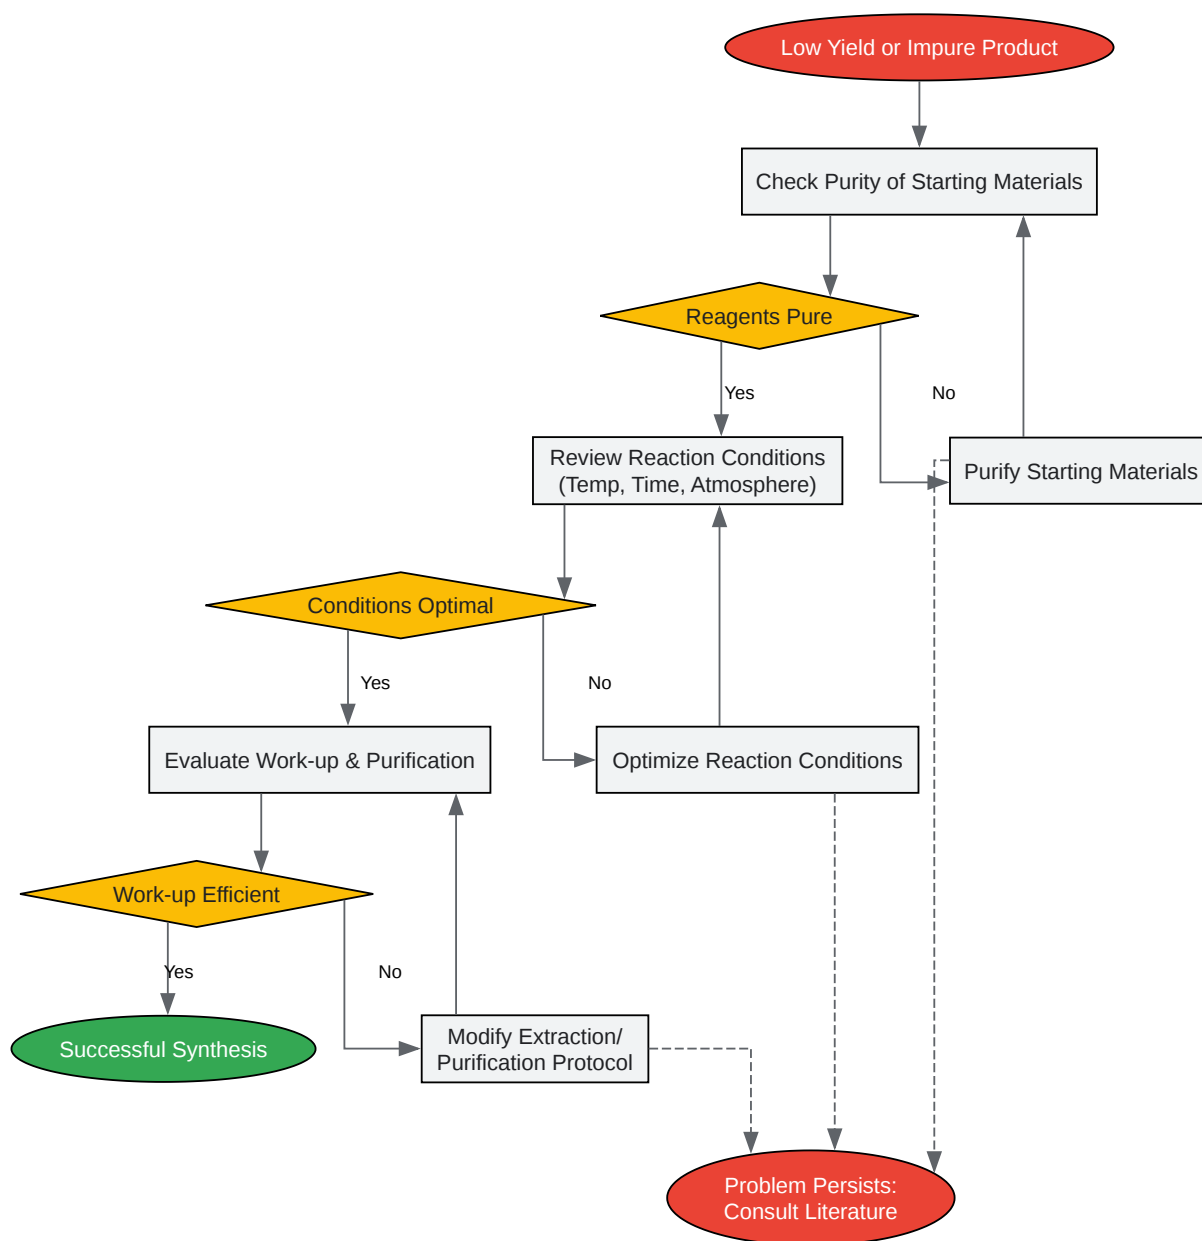 Low Yield or Impure Product
Check Purity of Starting Materials
Reagents Pure
Yes
No
Review Reaction Conditions
(Temp, Time, Atmosphere)
Purify Starting Materials
Conditions Optimal
Yes
No
Evaluate Work-up & Purification
Optimize Reaction Conditions
Work-up Efficient
Yes
No
Successful Synthesis
Modify Extraction/
Purification Protocol
Problem Persists:
Consult Literature